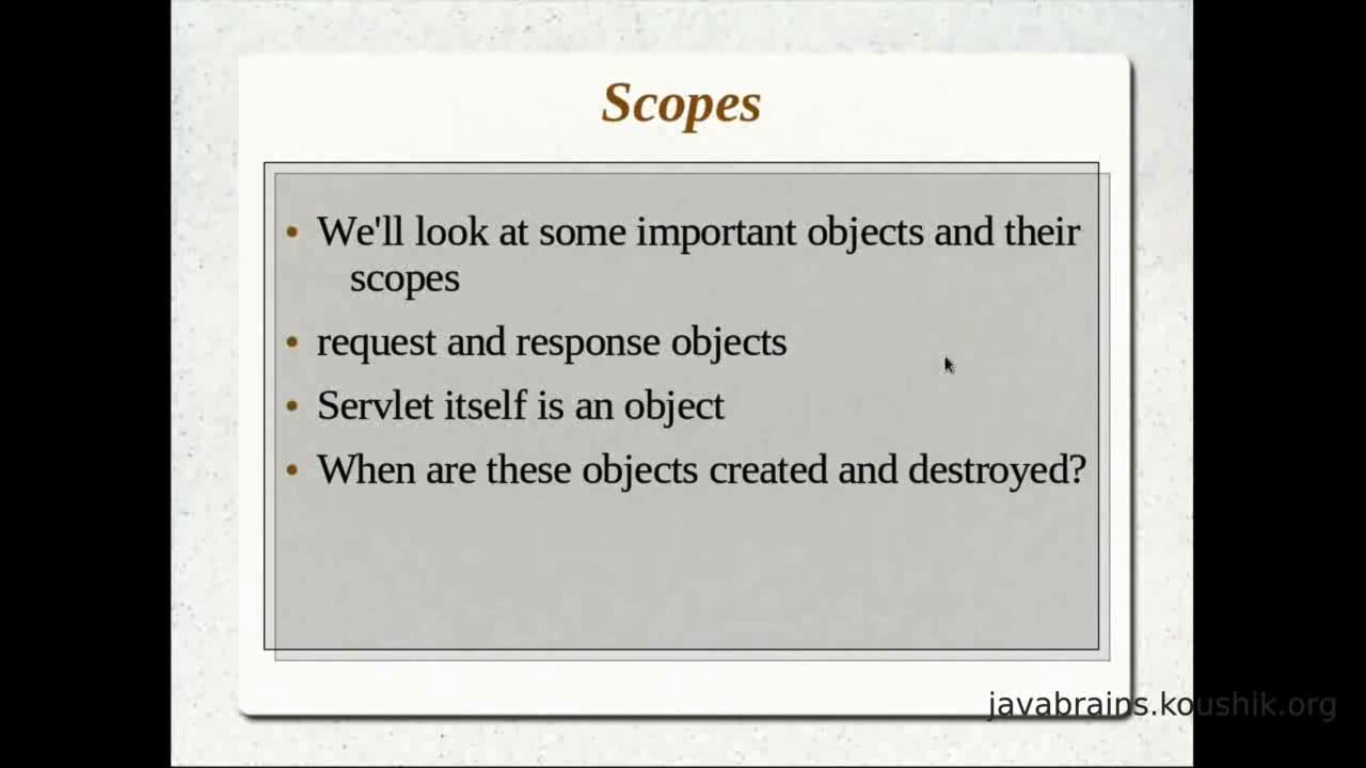 Scopes
• We'll look at some important objects and their
scopes
• request and response objects
• Servlet itself is an object
• When are these objects created and destroyed?
javabrains.koushik.org